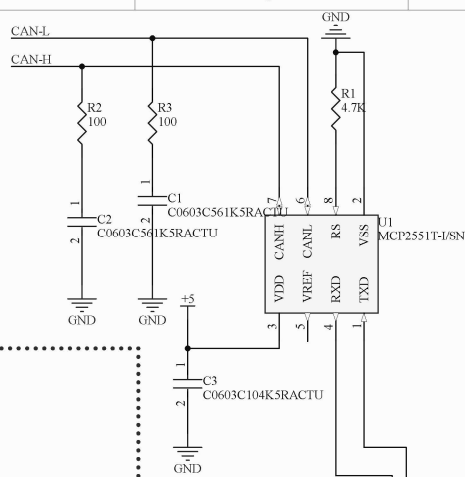 GND
CAN-L
CAN-H
R1
4.7K
R2
100
R3
100
1
1
C1
C0603C561K5RACTU
2
C2
C0603C561K5RACTU
2
7
6
8
2
U1
MCP2551T-I/SN
CANH
CANL
RS
VSS
VDD
VREF
RXD
TXD
GND
GND
+5
3
5
4
1
1
C3
C0603C104K5RACTU
2
GND